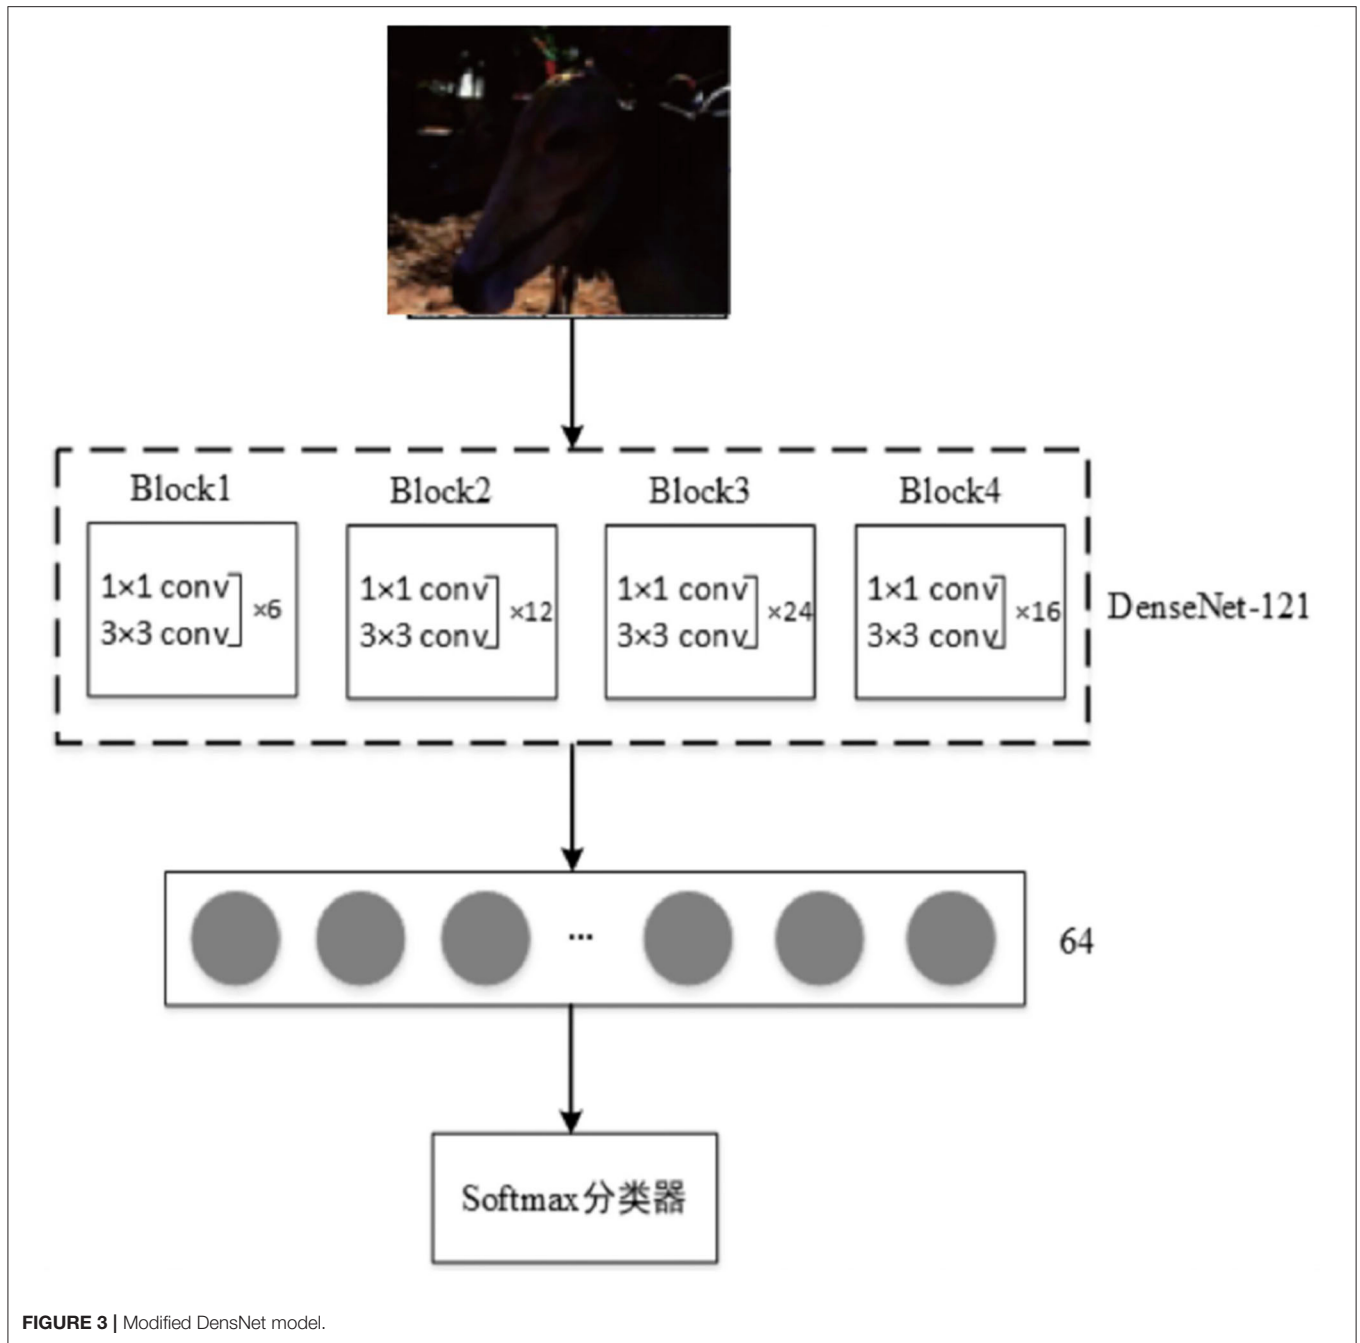 Block1 Block2 Block3 Block4
1×1 conv
3×3 conv
×6
1×1 conv
3×3 conv
×12
1×1 conv
3×3 conv
×24
1×1 conv
3×3 conv
×16
DenseNet-121
...
64
Softmax分类器
FIGURE 3 | Modified DensNet model.